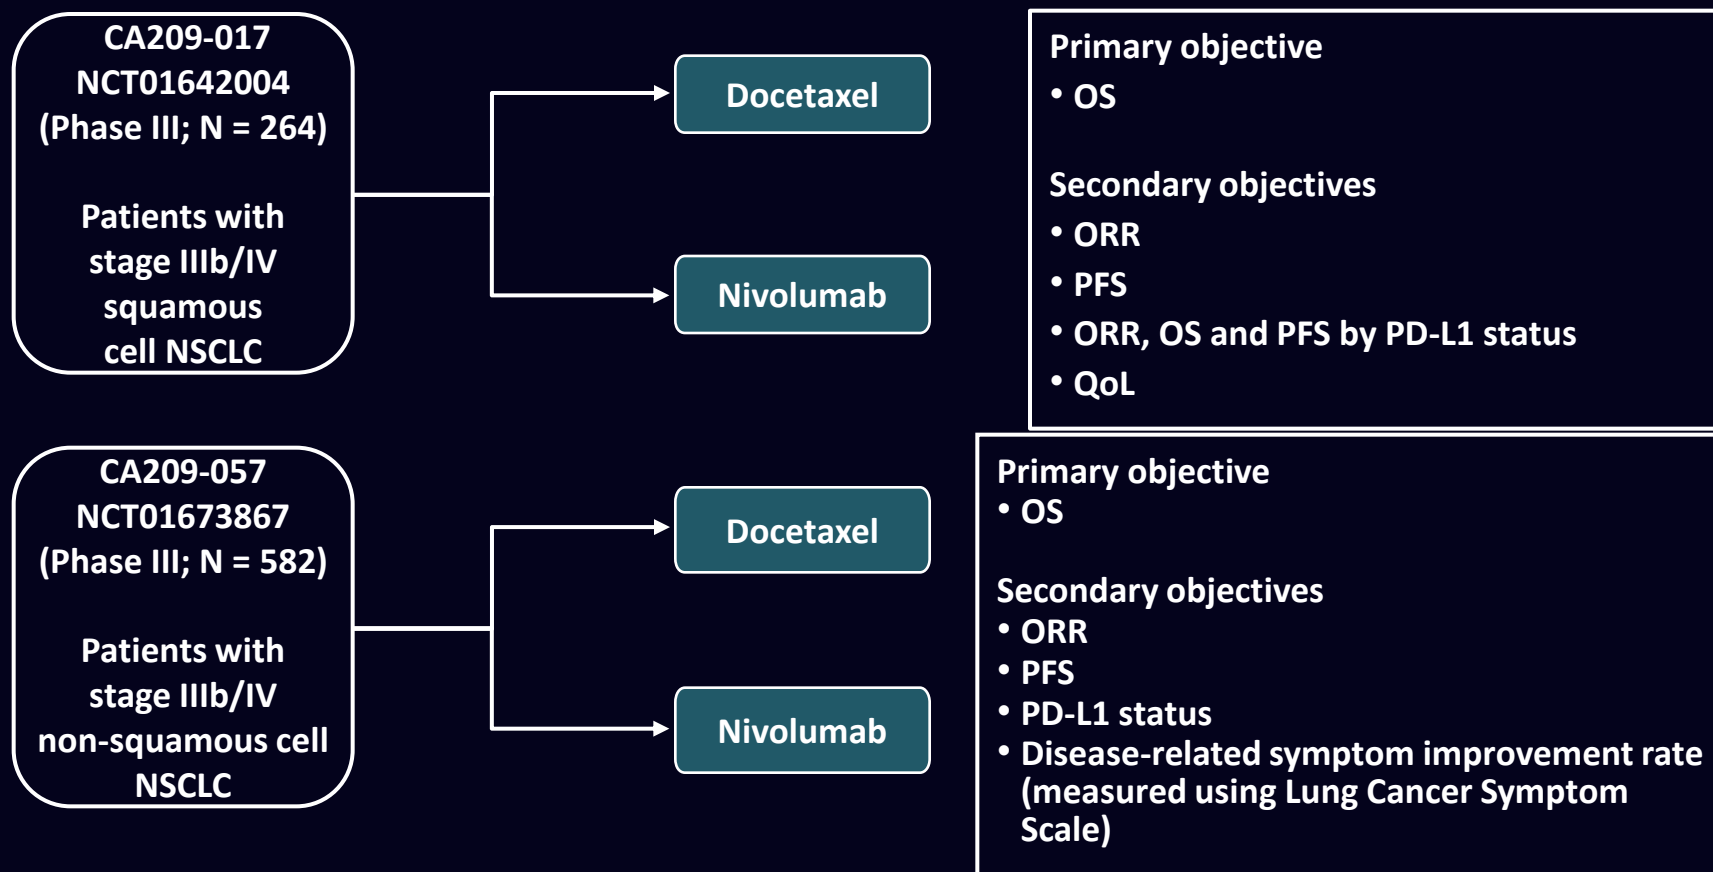 CA209-017
NCT01642004
(Phase III; N = 264)
Patients with
stage IIIb/IV
squamous
cell NSCLC
Docetaxel
Nivolumab
Primary objective
• OS
Secondary objectives
• ORR
• PFS
• ORR, OS and PFS by PD-L1 status
• QoL
CA209-057
NCT01673867
(Phase III; N = 582)
Patients with
stage IIIb/IV
non-squamous cell
NSCLC
Docetaxel
Nivolumab
Primary objective
• OS
Secondary objectives
• ORR
• PFS
• PD-L1 status
• Disease-related symptom improvement rate
(measured using Lung Cancer Symptom
Scale)